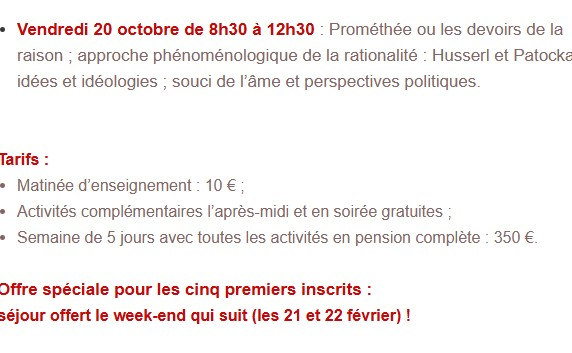 • Vendredi 20 octobre de 8h30 à 12h30 : Prométhée ou les devoirs de la
raison ; approche phénoménologique de la rationalité : Husserl et Patocka
idées et idéologies ; souci de l’âme et perspectives politiques.
Tarifs :
• Matinée d’enseignement : 10 € ;
• Activités complémentaires l’après-midi et en soirée gratuites ;
• Semaine de 5 jours avec toutes les activités en pension complète : 350 €.
Offre spéciale pour les cinq premiers inscrits :
séjour offert le week-end qui suit (les 21 et 22 février) !